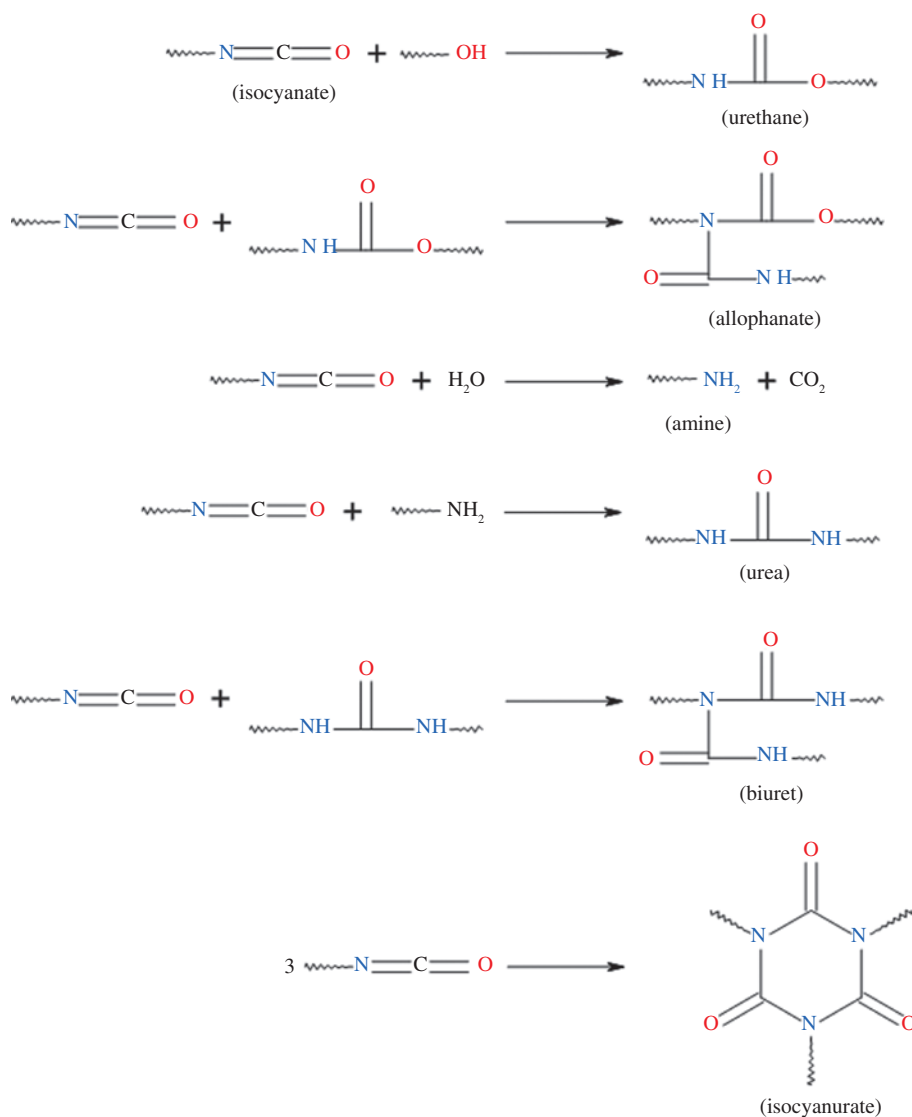 N C O + OH O
NH O
(isocyanate)
(urethane)
O
O N C O
N C O + NH O O
O NH
(allophanate)
N C O + H₂O NH₂ + CO₂
(amine)
O
N C O + NH₂
NH NH
(urea)
O
O
N C O + N NH
NH NH
O NH
(biuret)
O
3 N C O N N
O N O
(isocyanurate)